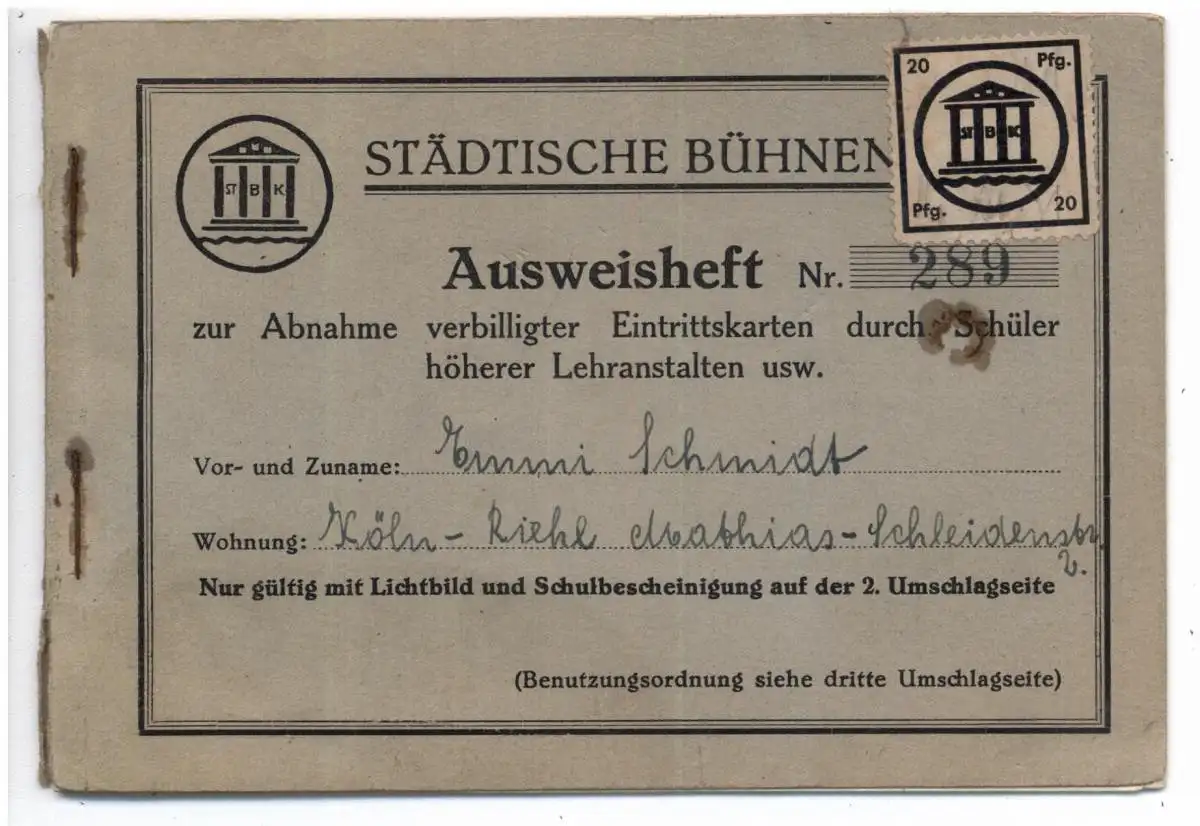 20 Pfg.
ST B K
Pfg. 20
ST B K
STÄDTISCHE BÜHNEN
Ausweisheft Nr. 289
zur Abnahme verbilligter Eintrittskarten durch Schüler
höherer Lehranstalten usw.
Vor- und Zuname: Emmi Schmidt
Wohnung: Köln - Riehl Mathias - Schleidenstr.
2.
Nur gültig mit Lichtbild und Schulbescheinigung auf der 2. Umschlagseite
(Benutzungsordnung siehe dritte Umschlagseite)